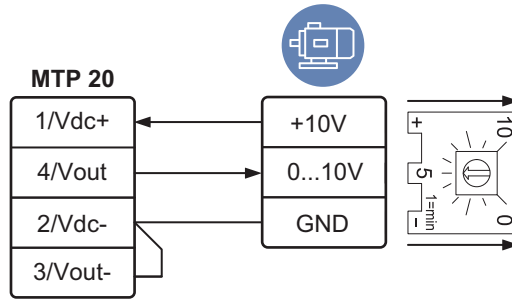 MTP 20
1/Vdc+
4/Vout
2/Vdc-
3/Vout-
+10V
0...10V
GND
+
-
10
5
1=min
0